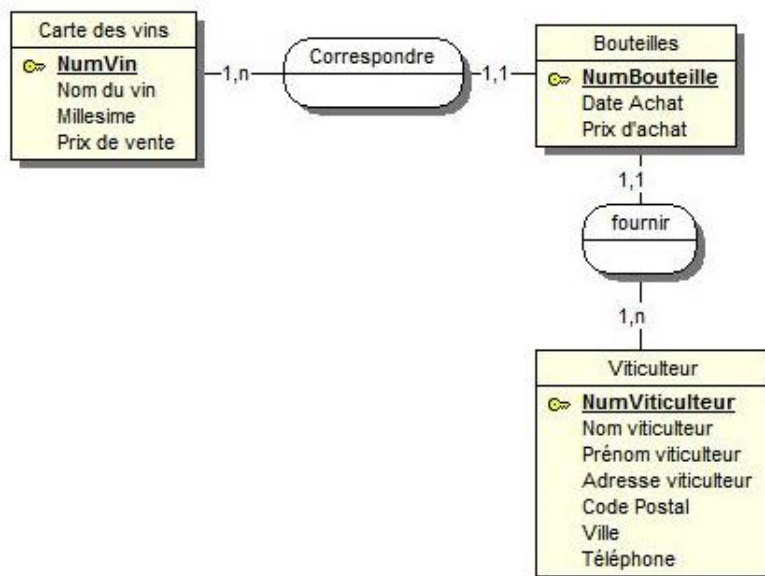 Carte des vins
NumVin
Nom du vin
Millesime
Prix de vente
1,n
Correspondre
1,1
Bouteilles
NumBouteille
Date Achat
Prix d'achat
1,1
fournir
1,n
Viticulteur
NumViticulteur
Nom viticulteur
Prénom viticulteur
Adresse viticulteur
Code Postal
Ville
Téléphone